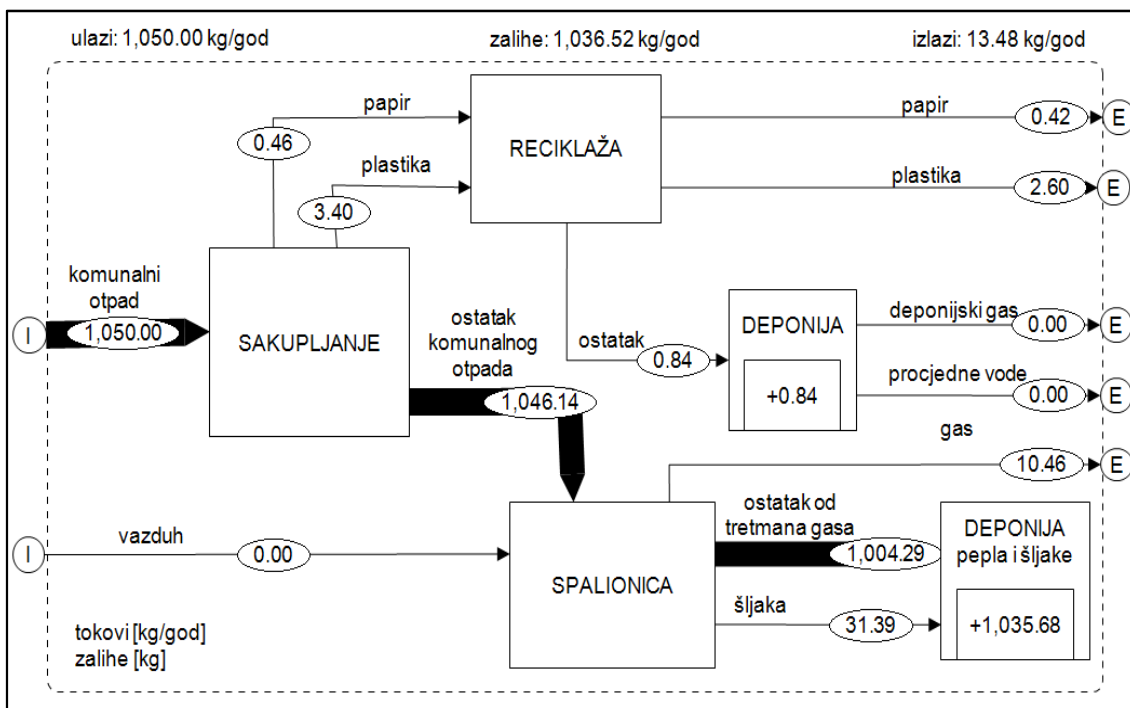 ulazi: 1,050.00 kg/god
zalihe: 1,036.52 kg/god
izlazi: 13.48 kg/god
papir
0.46
plastika
3.40
RECIKLAŽA
papir
0.42
E
plastika
2.60
E
komunalni
otpad
I
1,050.00
SAKUPLJANJE
ostatak
komunalnog
otpada
1,046.14
ostatak
0.84
DEPONIJA
+0.84
deponijski gas
0.00
E
procjedne vode
0.00
E
gas
10.46
E
I
vazduh
0.00
SPALIONICA
ostatak od
tretmana gasa
1,004.29
šljaka
31.39
DEPONIJA
pepla i šljake
+1,035.68
tokovi [kg/god]
zalihe [kg]